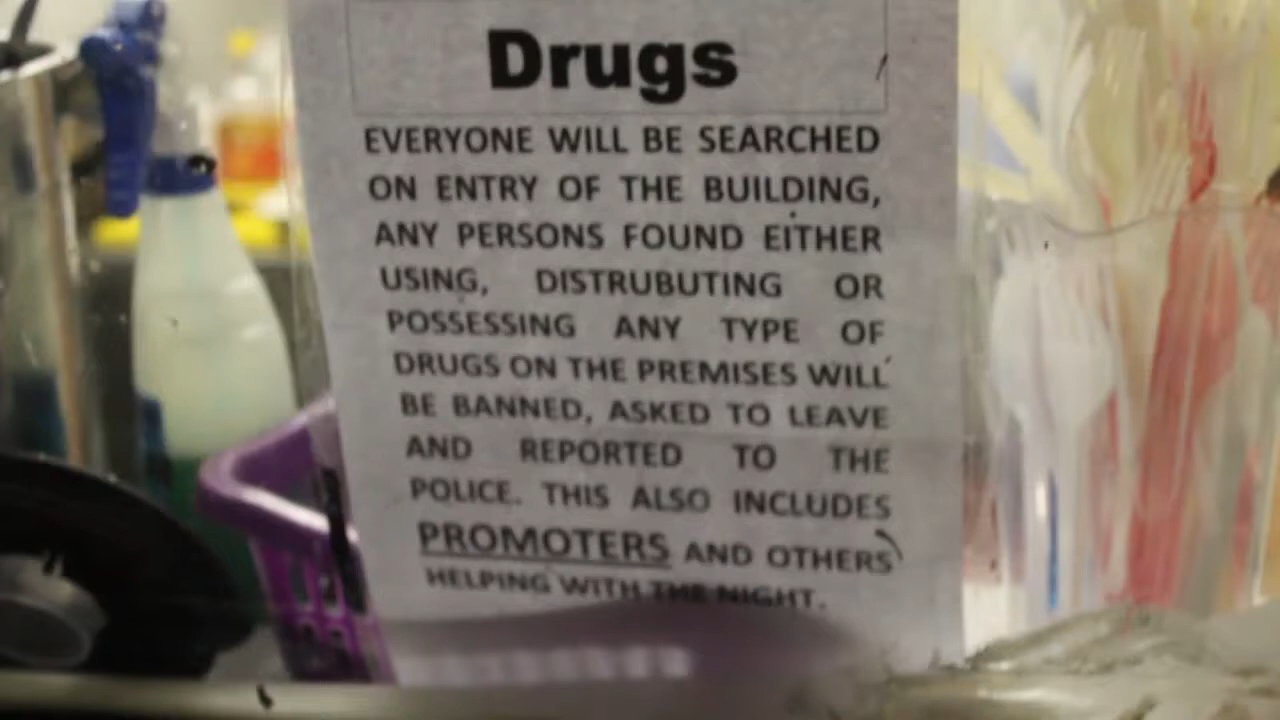 Drugs
EVERYONE WILL BE SEARCHED
ON ENTRY OF THE BUILDING,
ANY PERSONS FOUND EITHER
USING, DISTRUBUTING OR
POSSESSING ANY TYPE OF
DRUGS ON THE PREMISES WILL
BE BANNED, ASKED TO LEAVE
AND REPORTED TO THE
POLICE. THIS ALSO INCLUDES
PROMOTERS AND OTHERS
HELPING WITH THE NIGHT.